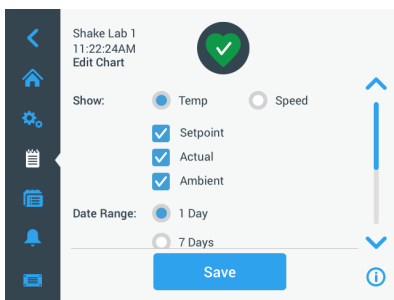 Shake Lab 1
11:22:24AM
Edit Chart
Show: Temp Speed
Setpoint
Actual
Ambient
Date Range: 1 Day
7 Days
Save